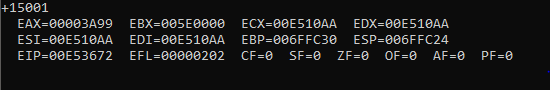 +15001
EAX=00003A99 EBX=005E0000 ECX=00E510AA EDX=00E510AA
ESI=00E510AA EDI=00E510AA EBP=006FFC30 ESP=006FFC24
EIP=00E53672 EFL=00000202 CF=0 SF=0 ZF=0 OF=0 AF=0 PF=0